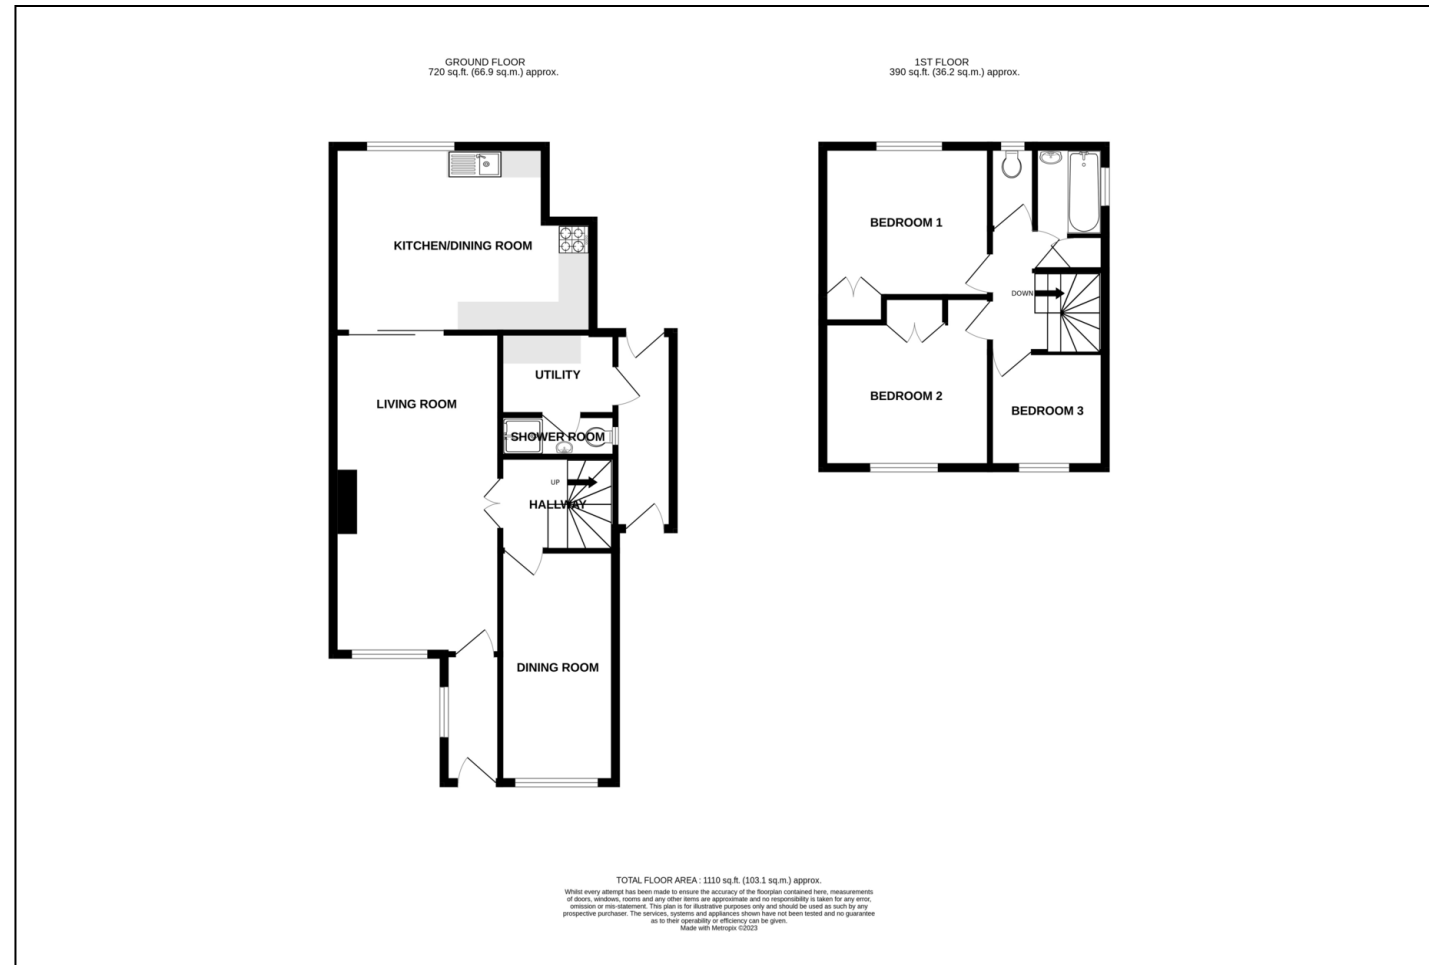 GROUND FLOOR
720 sq.ft. (66.9 sq.m.) approx.
1ST FLOOR
390 sq.ft. (36.2 sq.m.) approx.
KITCHEN/DINING ROOM
UTILITY
LIVING ROOM
SHOWER ROOM
UP
HALLWAY
DINING ROOM
BEDROOM 1
DOWN
BEDROOM 2
BEDROOM 3
TOTAL FLOOR AREA : 1110 sq.ft. (103.1 sq.m.) approx.
Whilst every attempt has been made to ensure the accuracy of the floorplan contained here, measurements
of doors, windows, rooms and any other items are approximate and no responsibility is taken for any error,
omission or mis-statement. This plan is for illustrative purposes only and should be used as such by any
prospective purchaser. The services, systems and appliances shown have not been tested and no guarantee
as to their operability or efficiency can be given.
Made with Metropix ©2023